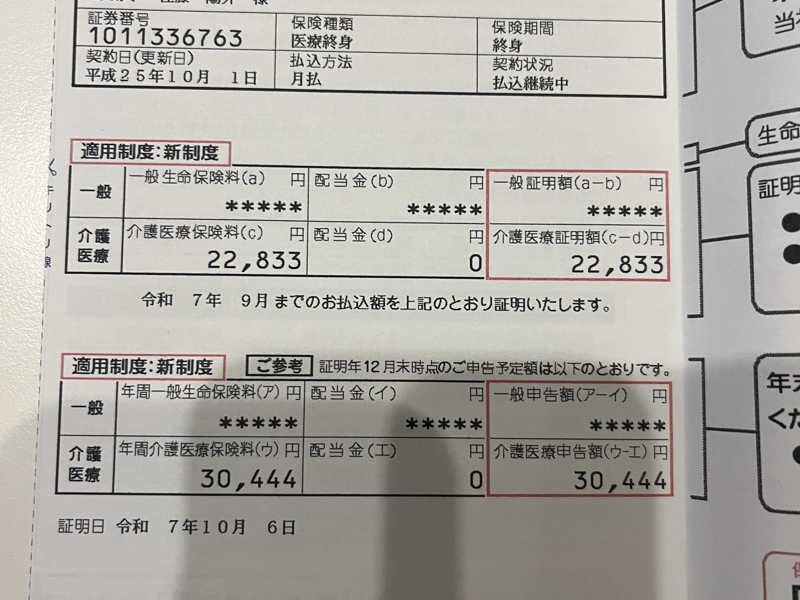 証券番号
1011336763
保険種類
医療終身
保険期間
終身
契約日(更新日)
平成25年10月 1日
払込方法
月払
契約状況
払込継続中
適用制度:新制度
一般
一般生命保険料(a) 円
*****
配当金(b) 円
*****
一般証明額(a-b) 円
*****
介護
医療
介護医療保険料(c) 円
22,833
配当金(d) 円
0
介護医療証明額(c-d)円
22,833
令和 7年 9月 までのお払込額を上記のとおり証明いたします。
適用制度:新制度
ご参考
証明年12月末時点のご申告予定額は以下のとおりです。
一般
年間一般生命保険料(ア) 円
*****
配当金(イ) 円
*****
一般申告額(ア-イ) 円
*****
介護
医療
年間介護医療保険料(ウ) 円
30,444
配当金(エ) 円
0
介護医療申告額(ウ-エ) 円
30,444
証明日 令和 7年10月 6日
キリトリ線
生命
証明
年末
くだ